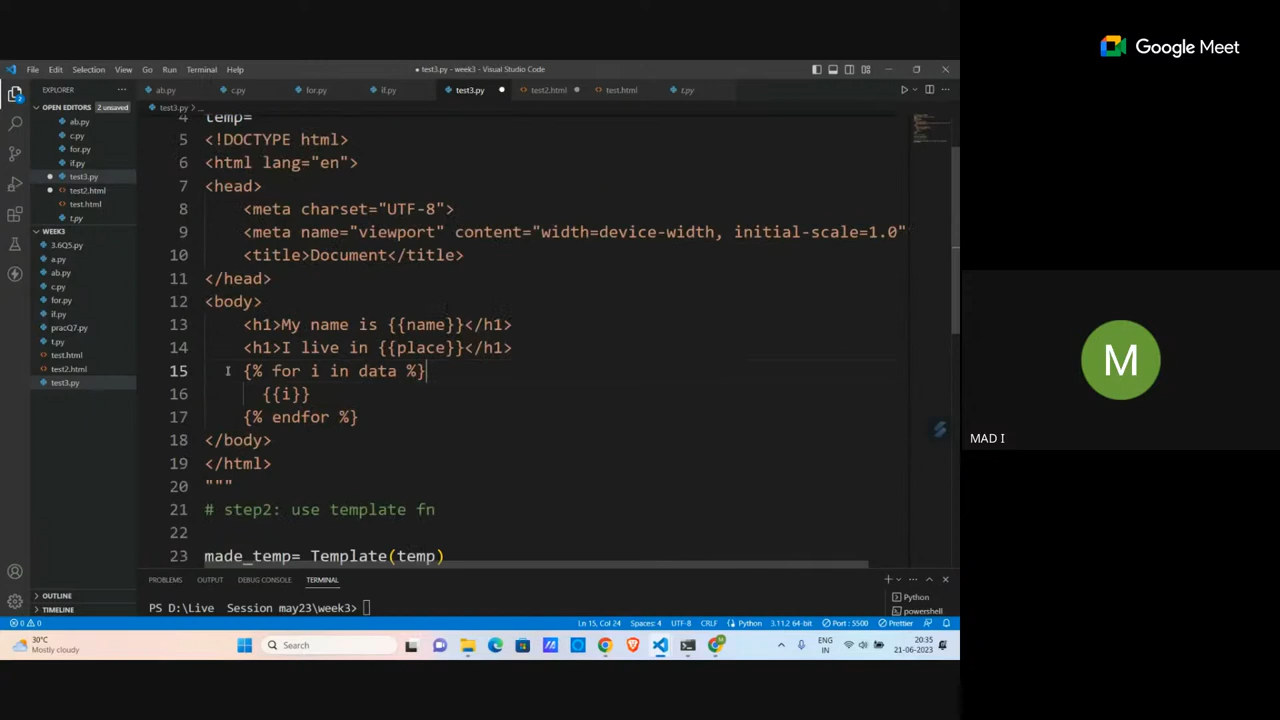 Google Meet
File Edit Selection View Go Run Terminal Help
● test3.py - week3 - Visual Studio Code
EXPLORER ···
ab.py c.py for.py if.py test3.py ● test2.html ● test.html t.py
test3.py > ...
OPEN EDITORS 2 unsaved
ab.py
c.py
for.py
if.py
● test3.py
● test2.html
test.html
t.py
WEEK3
3.6Q5.py
a.py
ab.py
c.py
for.py
if.py
pracQ7.py
t.py
test.html
test2.html
test3.py
OUTLINE
TIMELINE
4 temp=
5 <!DOCTYPE html>
6 <html lang="en">
7 <head>
8 <meta charset="UTF-8">
9 <meta name="viewport" content="width=device-width, initial-scale=1.0"
10 <title>Document</title>
11 </head>
12 <body>
13 <h1>My name is {{name}}</h1>
14 <h1>I live in {{place}}</h1>
15 {% for i in data %}
16 {{i}}
17 {% endfor %}
18 </body>
19 </html>
20 """
21 # step2: use template fn
22
23 made_temp= Template(temp)
PROBLEMS OUTPUT DEBUG CONSOLE TERMINAL
PS D:\Live Session may23\week3>
Python
powershell
0 0
Ln 15, Col 24 Spaces: 4 UTF-8 CRLF Python 3.11.2 64-bit Port : 5500 Prettier
30°C
Mostly cloudy
Search
ENG
IN
20:35
21-06-2023
2
M
MAD I